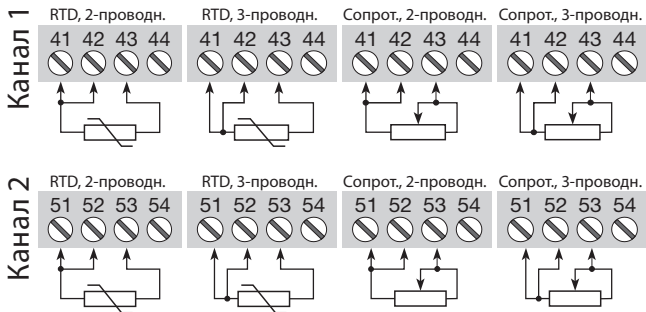 Канал 1
RTD, 2-проводн. RTD, 3-проводн. Сопрот., 2-проводн. Сопрот., 3-проводн.
41 42 43 44 41 42 43 44 41 42 43 44 41 42 43 44
Канал 2
RTD, 2-проводн. RTD, 3-проводн. Сопрот., 2-проводн. Сопрот., 3-проводн.
51 52 53 54 51 52 53 54 51 52 53 54 51 52 53 54